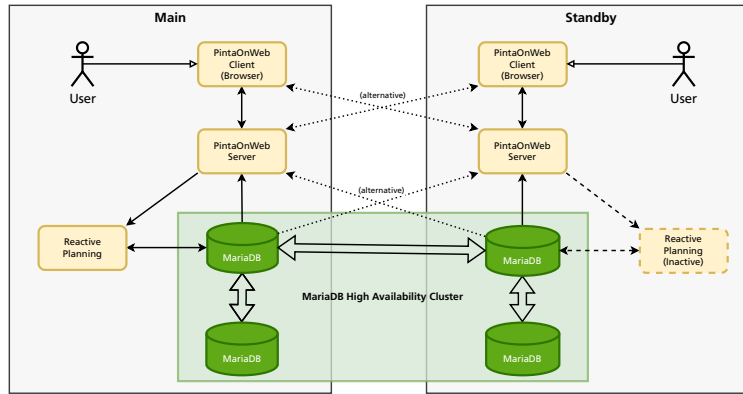 Main
Standby
User
PintaOnWeb
Client
(Browser)
(alternative)
PintaOnWeb
Client
(Browser)
User
PintaOnWeb
Server
PintaOnWeb
Server
(alternative)
Reactive
Planning
MariaDB
MariaDB
Reactive
Planning
(Inactive)
MariaDB High Availability Cluster
MariaDB
MariaDB